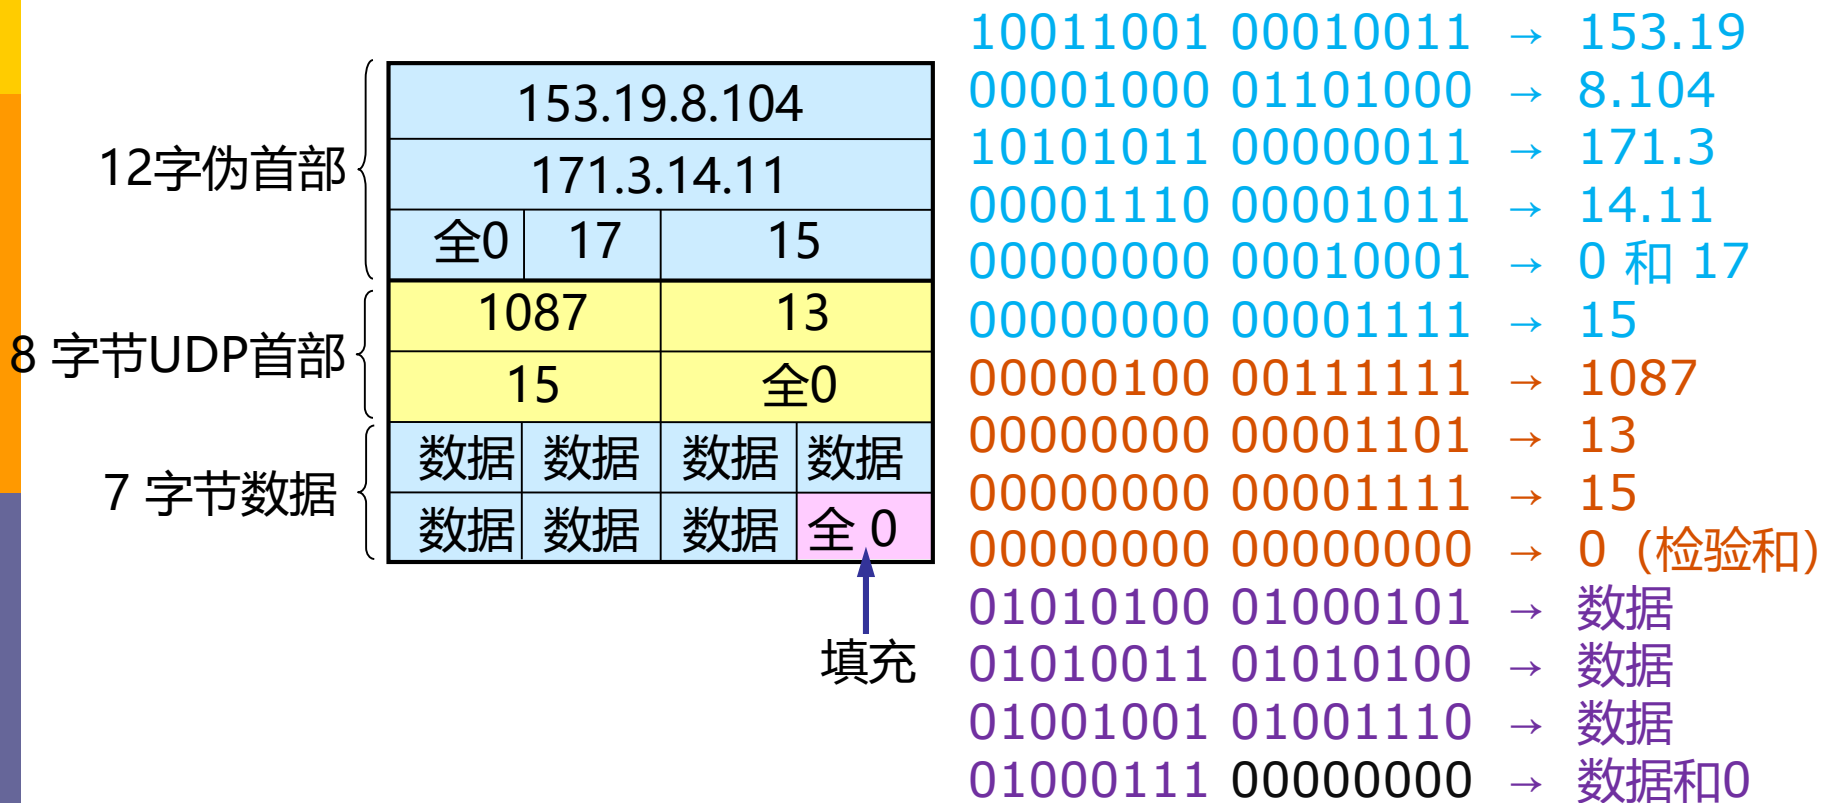 12字伪首部
8 字节UDP首部
7 字节数据
153.19.8.104
171.3.14.11
全0 17 15
1087 13
15 全0
数据 数据 数据 数据
数据 数据 数据 全 0
填充
10011001 00010011 → 153.19
00001000 01101000 → 8.104
10101011 00000011 → 171.3
00001110 00001011 → 14.11
00000000 00010001 → 0 和 17
00000000 00001111 → 15
00000100 00111111 → 1087
00000000 00001101 → 13
00000000 00001111 → 15
00000000 00000000 → 0 (检验和)
01010100 01000101 → 数据
01010011 01010100 → 数据
01001001 01001110 → 数据
01000111 00000000 → 数据和0